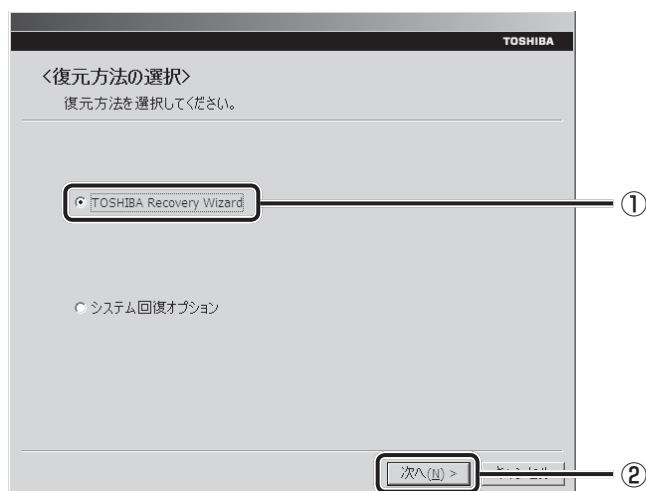 TOSHIBA
<復元方法の選択>
復元方法を選択してください。
TOSHIBA Recovery Wizard
①
システム回復オプション
次へ(N) >
②